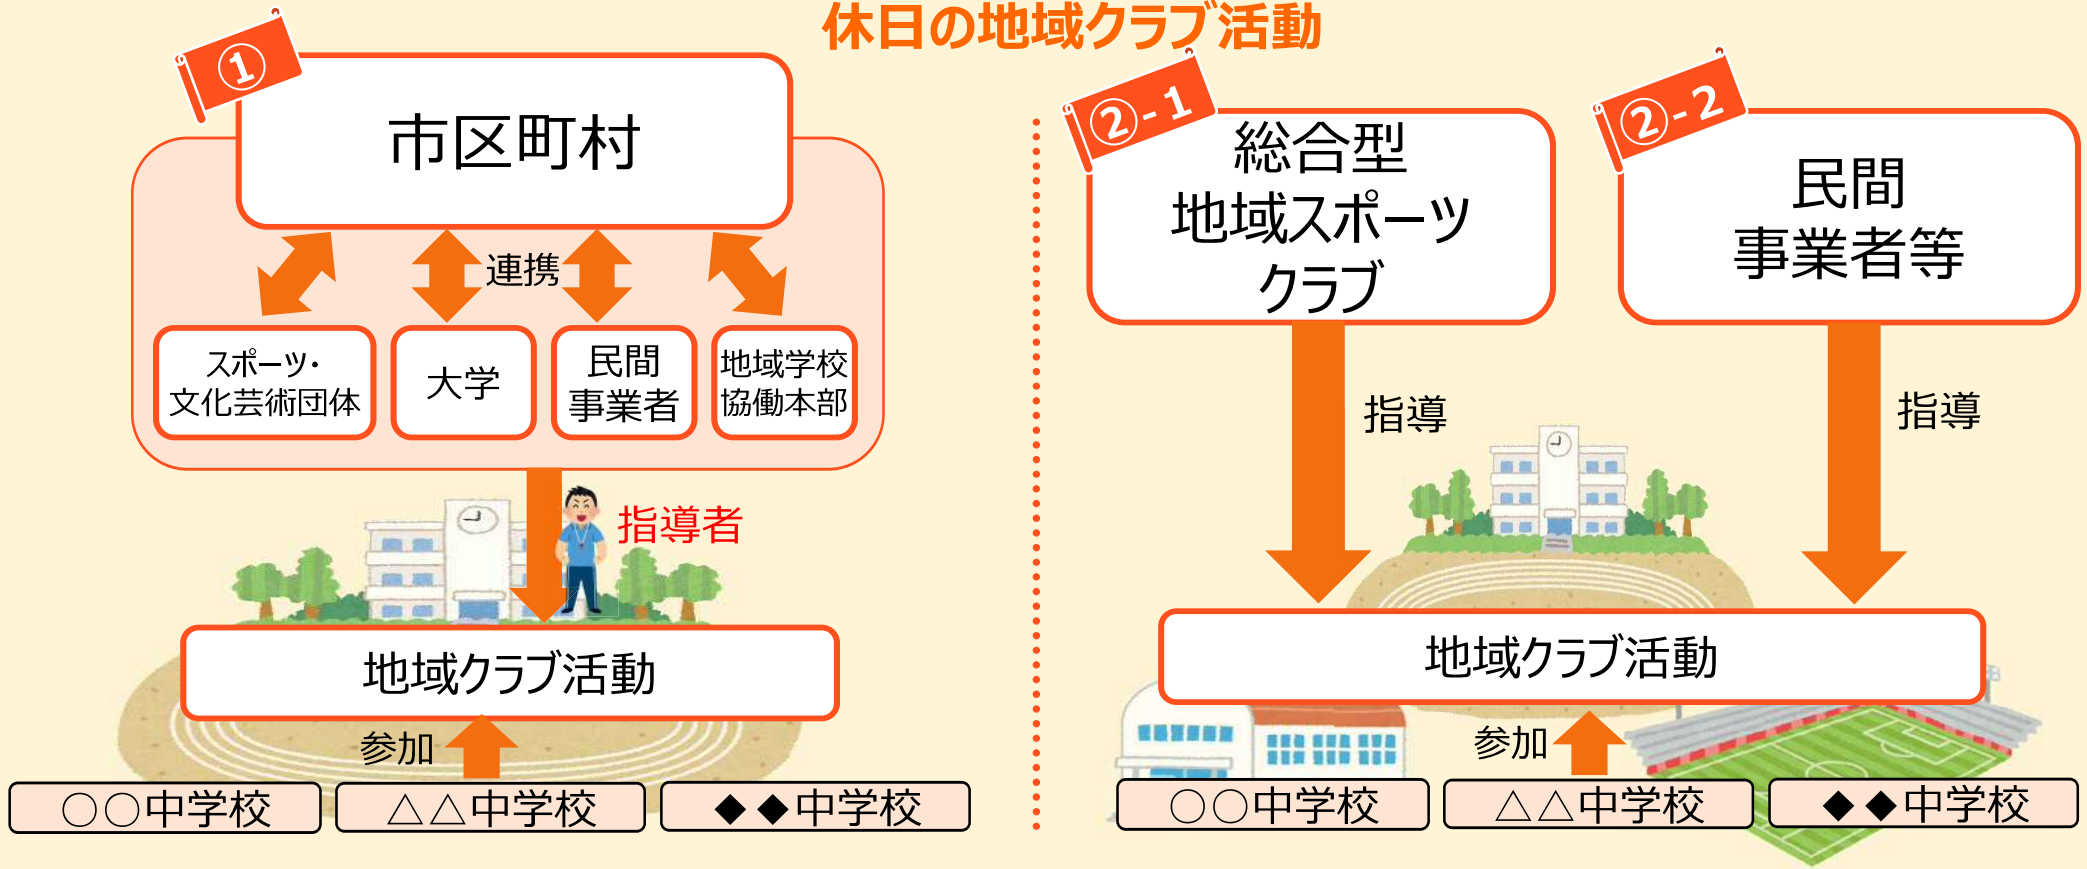 休日の地域クラブ活動
①
市区町村
連携
スポーツ・
文化芸術団体
大学
民間
事業者
地域学校
協働本部
指導者
地域クラブ活動
参加
○○中学校
△△中学校
◆◆中学校
②-1
総合型
地域スポーツ
クラブ
指導
②-2
民間
事業者等
指導
地域クラブ活動
参加
○○中学校
△△中学校
◆◆中学校